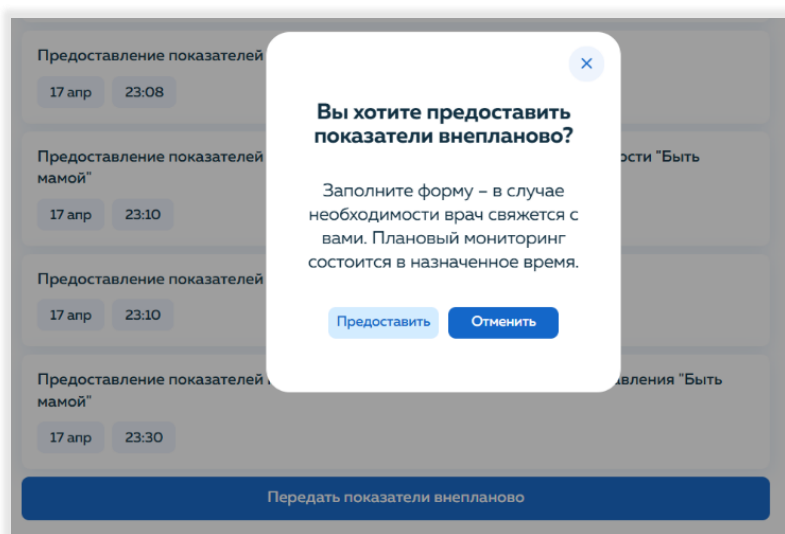 Предоставление показателей
17 апр 23:08
Предоставление показателей
ости "Быть
мамой"
17 апр 23:10
Предоставление показателей
17 апр 23:10
Предоставление показателей
авления "Быть
мамой"
17 апр 23:30
Передать показатели внепланово
Вы хотите предоставить
показатели внепланово?
Заполните форму – в случае
необходимости врач свяжется с
вами. Плановый мониторинг
состоится в назначенное время.
Предоставить Отменить